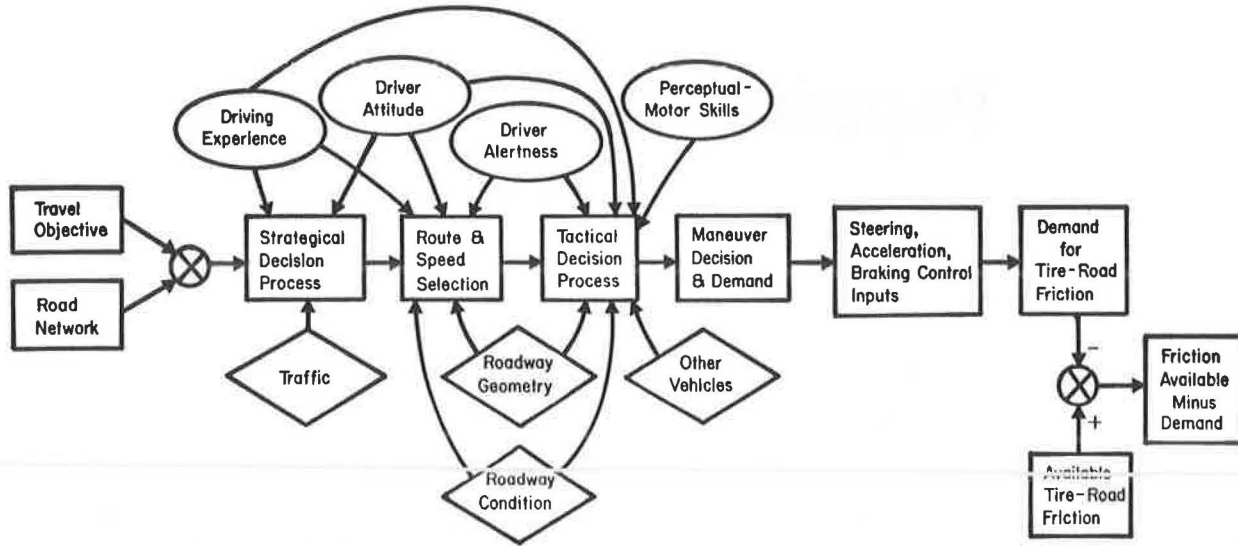 Driving
Experience
Driver
Attitude
Driver
Alertness
Perceptual-
Motor Skills
Travel
Objective
Road
Network
Strategical
Decision
Process
Route &
Speed
Selection
Tactical
Decision
Process
Maneuver
Decision
& Demand
Steering,
Acceleration,
Braking Control
Inputs
Demand
for
Tire-Road
Friction
Traffic
Roadway
Geometry
Other
Vehicles
Roadway
Condition
-
+
Friction
Available
Minus
Demand
Available
Tire-Road
Friction